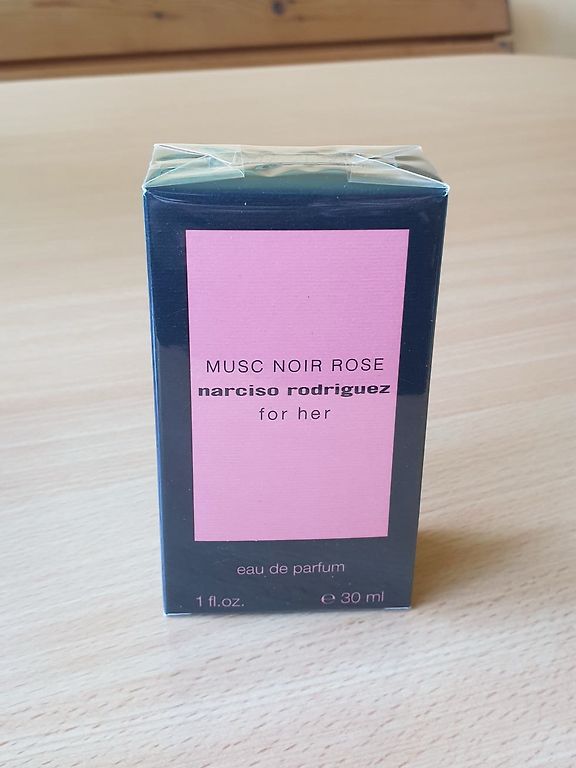 MUSC NOIR ROSE
narciso rodriguez
for her
eau de parfum
1 fl.oz. ℮ 30 ml